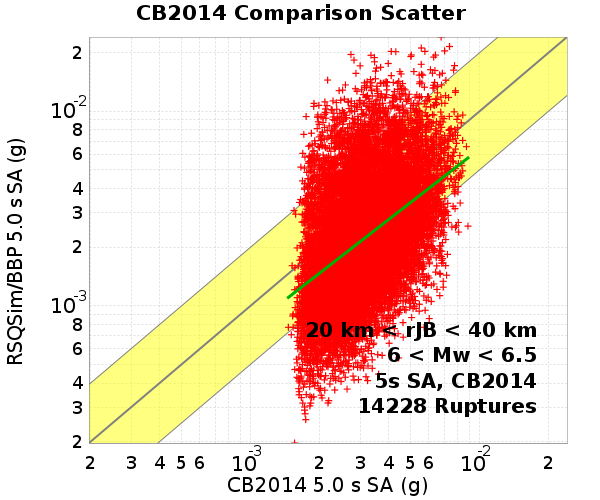 CB2014 Comparison Scatter
RSQSim/BBP 5.0 s SA (g)
2
10-2
8
6
4
3
2
10-3
8
6
4
3
2
20 km < rJB < 40 km
6 < Mw < 6.5
5s SA, CB2014
14228 Ruptures
2 3 4 5 6 10-3 2 3 4 5 6 10-2 2
CB2014 5.0 s SA (g)